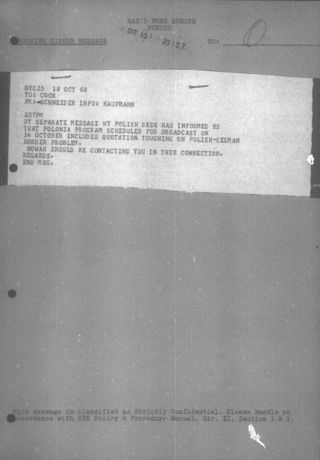 RADIO FREE EUROPE
MUNICH
INCOMING CIPHER MESSAGE
TO:
OCT 10
20:57
NYC35 10 OCT 68
TO: COOK
FM:-SCHNEIDER INFO: KAUFMANN
257PM
BY SEPARATE MESSAGE NY POLISH DESK HAS INFORMED BD
THAT POLONIA PROGRAM SCHEDULED FOR BROADCAST ON
14 OCTOBER INCLUDES QUOTATION TOUCHING ON POLISH-GERMAN
BORDER PROBLEM.
NOWAK SHOULD BE CONTACTING YOU IN THIS CONNECTION.
REGARDS.
END MSG.
This message is classified as Strictly Confidential. Please handle in
accordance with RFE Policy & Procedure Manual, Div. XI, Section 1 & 2.